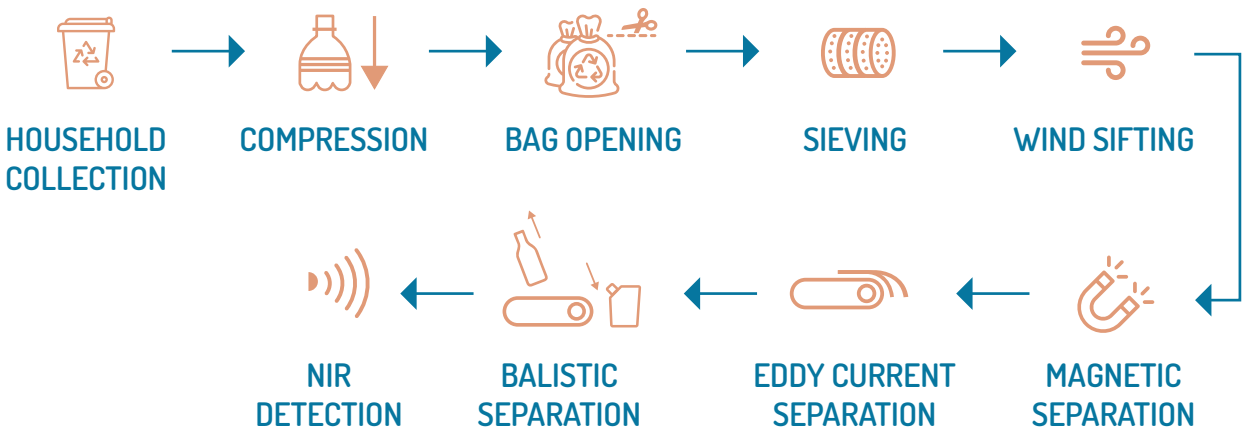 HOUSEHOLD
COLLECTION
COMPRESSION
BAG OPENING
SIEVING
WIND SIFTING
NIR
DETECTION
BALISTIC
SEPARATION
EDDY CURRENT
SEPARATION
MAGNETIC
SEPARATION